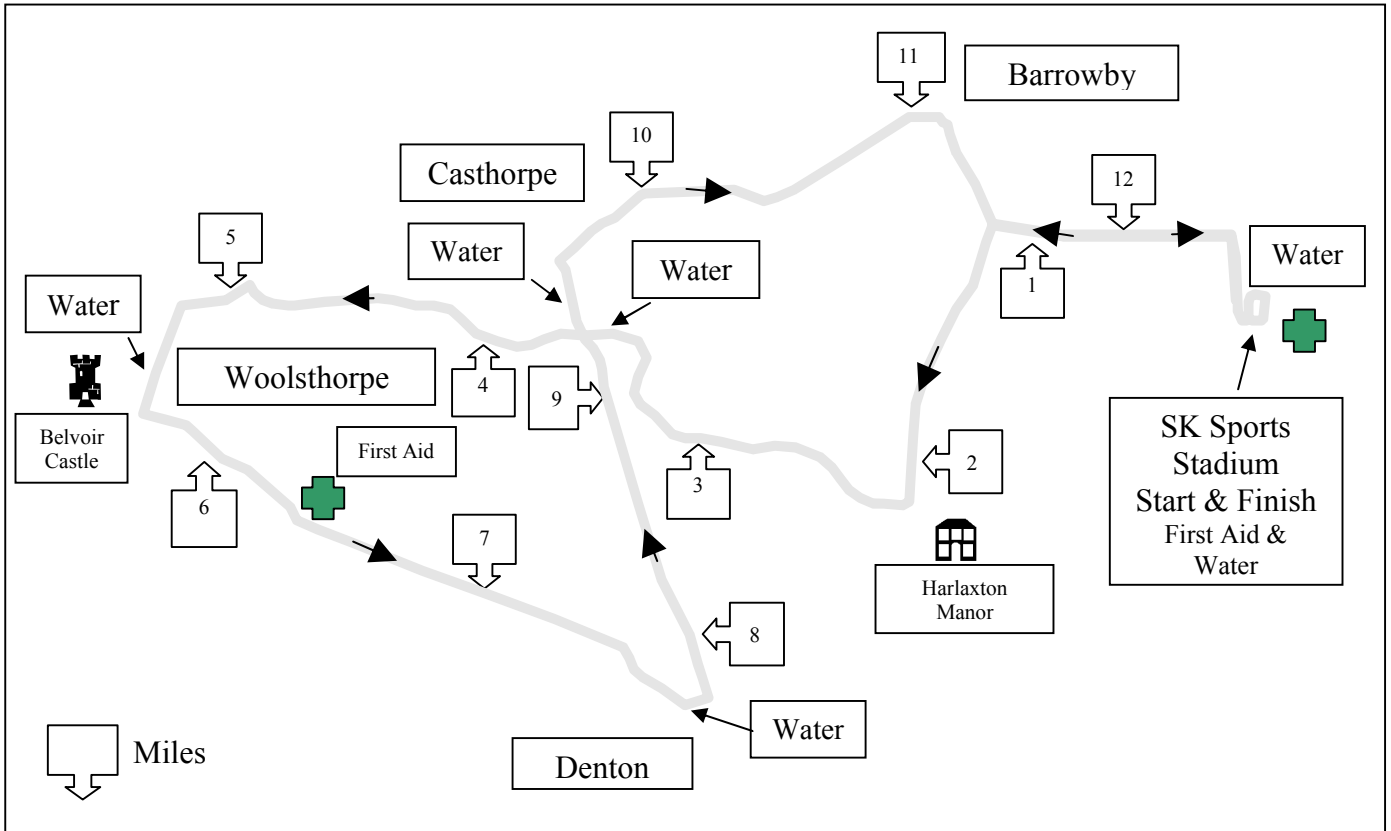 11
Barrowby
10
Casthorpe
12
5
Water
Water
Water
1
Water
Woolsthorpe
4
9
Belvoir
Castle
First Aid
3
2
6
7
SK Sports
Stadium
Start & Finish
First Aid &
Water
Harlaxton
Manor
8
Water
Miles
Denton